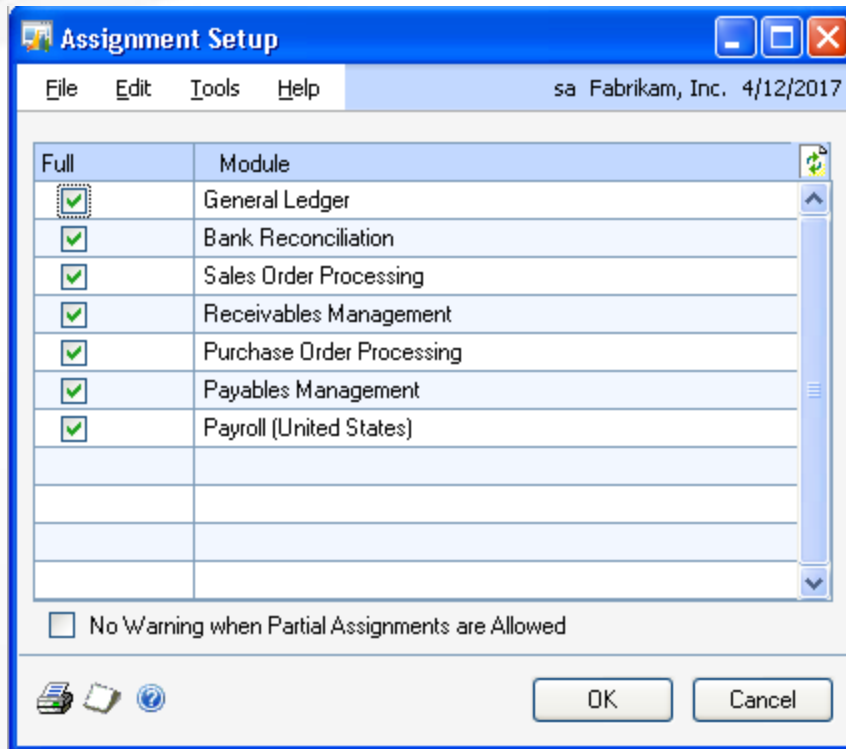 Assignment Setup
File Edit Tools Help sa Fabrikam, Inc. 4/12/2017
Full Module
General Ledger
Bank Reconciliation
Sales Order Processing
Receivables Management
Purchase Order Processing
Payables Management
Payroll (United States)
No Warning when Partial Assignments are Allowed
OK Cancel